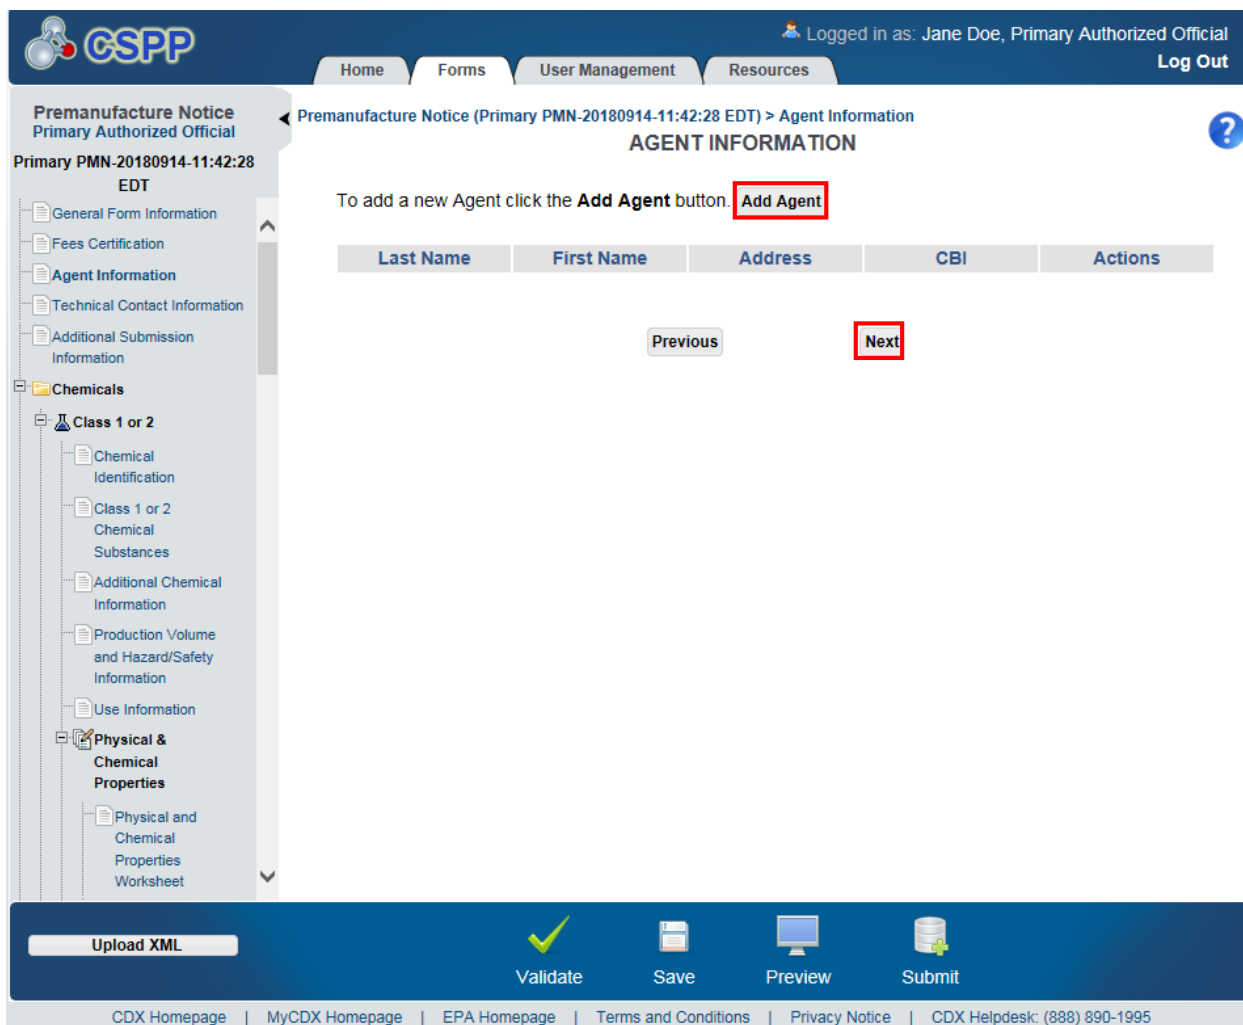 CSPP
Logged in as: Jane Doe, Primary Authorized Official
Log Out
Home
Forms
User Management
Resources
Premanufacture Notice
Primary Authorized Official
Primary PMN-20180914-11:42:28
EDT
General Form Information
Fees Certification
Agent Information
Technical Contact Information
Additional Submission
Information
Chemicals
Class 1 or 2
Chemical
Identification
Class 1 or 2
Chemical
Substances
Additional Chemical
Information
Production Volume
and Hazard/Safety
Information
Use Information
Physical &
Chemical
Properties
Physical and
Chemical
Properties
Worksheet
Premanufacture Notice (Primary PMN-20180914-11:42:28 EDT) > Agent Information
?
AGENT INFORMATION
To add a new Agent click the Add Agent button. Add Agent
Last Name First Name Address CBI Actions
Previous Next
Upload XML
Validate Save Preview Submit
CDX Homepage | MyCDX Homepage | EPA Homepage | Terms and Conditions | Privacy Notice | CDX Helpdesk: (888) 890-1995